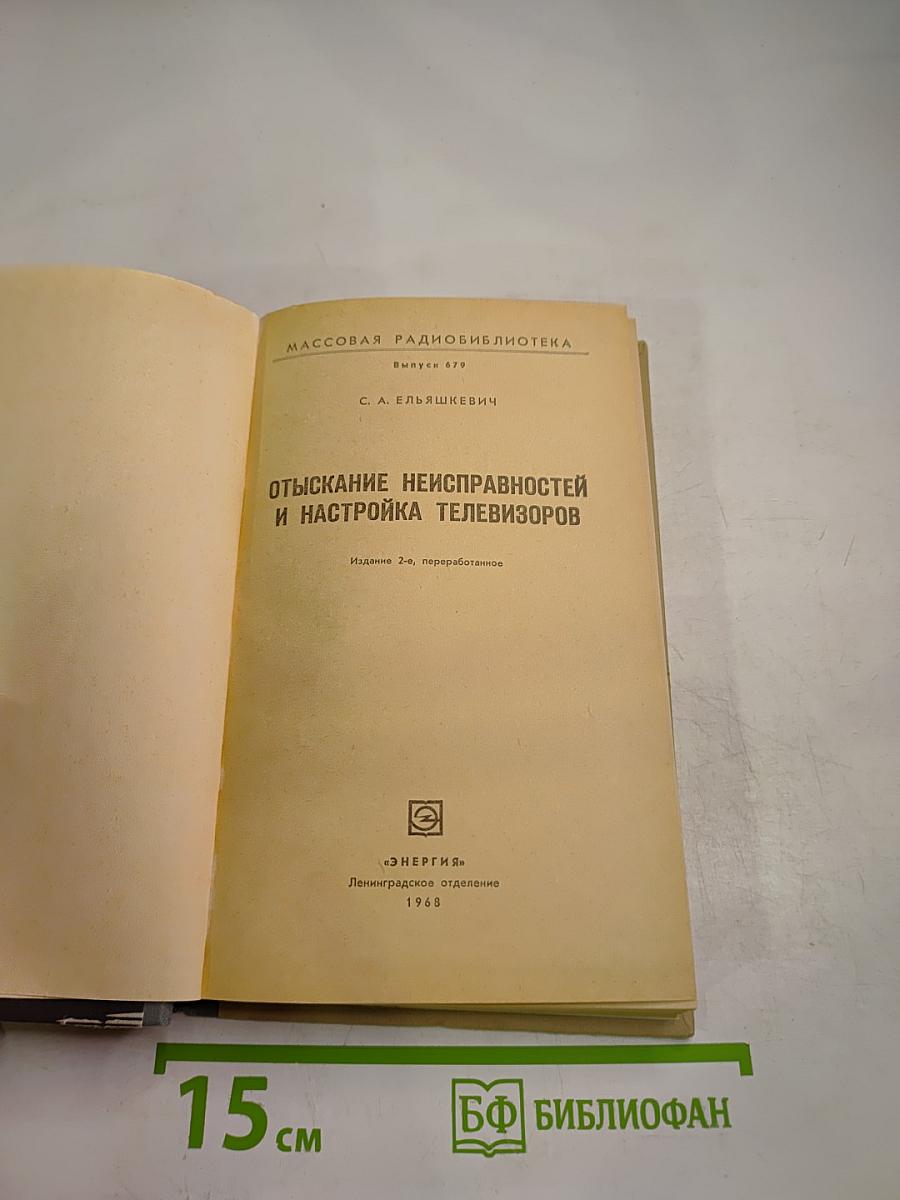 МАССОВАЯ РАДИОБИБЛИОТЕКА
Выпуск 679
С. А. ЕЛЬЯШКЕВИЧ
ОТЫСКАНИЕ НЕИСПРАВНОСТЕЙ
И НАСТРОЙКА ТЕЛЕВИЗОРОВ
Издание 2-е, переработанное
«ЭНЕРГИЯ»
Ленинградское отделение
1968
15 см
БФ БИБЛИОФАН